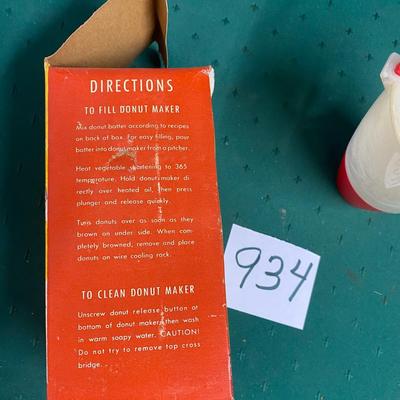 DIRECTIONS
TO FILL DONUT MAKER
Mix donut batter according to recipes
on back of box. For easy filling, pour
batter into donut maker from a pitcher.
Heat vegetable shortening to 365
temperature. Hold donut maker di
rectly over heated oil, then press
plunger and release quickly.
Turn donuts over as soon as they
brown on under side. When com-
pletely browned, remove and place
donuts on wire cooling rack.
TO CLEAN DONUT MAKER
Unscrew donut release button at
bottom of donut maker then wash
in warm soapy water. CAUTION!
Do not try to remove top cross
bridge.
934